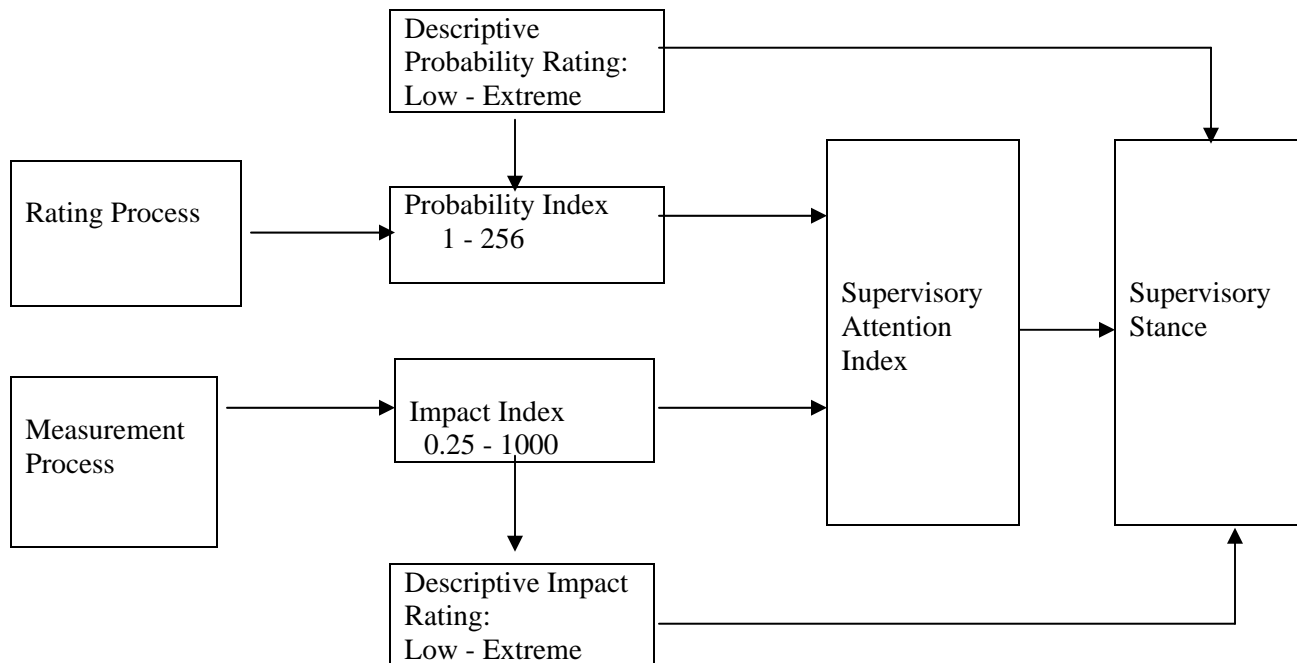 Descriptive
Probability Rating:
Low - Extreme
Rating Process
Probability Index
1 - 256
Supervisory
Attention
Index
Supervisory
Stance
Measurement
Process
Impact Index
0.25 - 1000
Descriptive Impact
Rating:
Low - Extreme